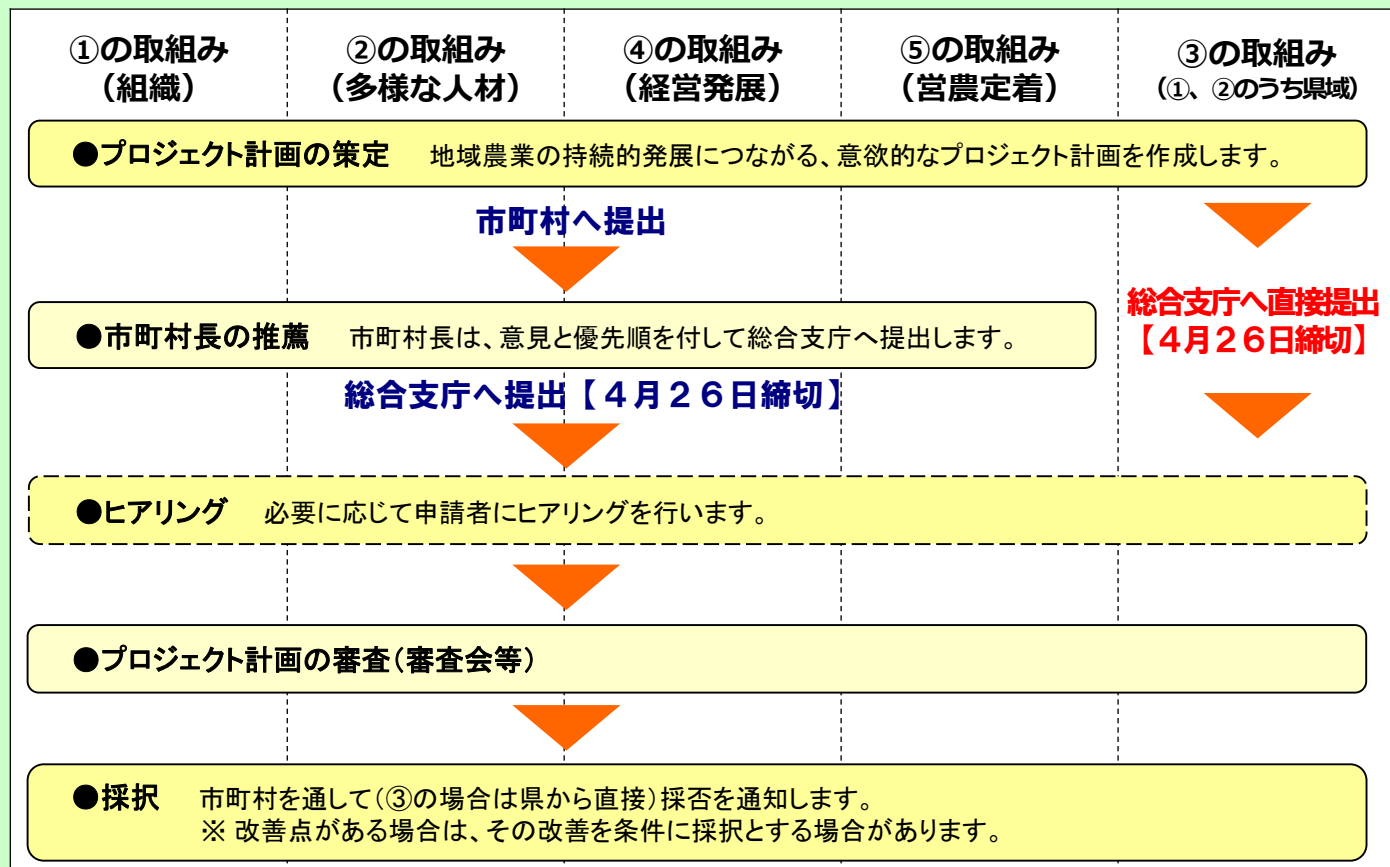 ①の取組み
(組織)
②の取組み
(多様な人材)
④の取組み
(経営発展)
⑤の取組み
(営農定着)
③の取組み
(①、②のうち県域)
●プロジェクト計画の策定 地域農業の持続的発展につながる、意欲的なプロジェクト計画を作成します。
市町村へ提出
総合支庁へ直接提出
【4月26日締切】
●市町村長の推薦 市町村長は、意見と優先順を付して総合支庁へ提出します。
総合支庁へ提出【4月26日締切】
●ヒアリング 必要に応じて申請者にヒアリングを行います。
●プロジェクト計画の審査(審査会等)
●採択 市町村を通して(③の場合は県から直接)採否を通知します。
※ 改善点がある場合は、その改善を条件に採択とする場合があります。